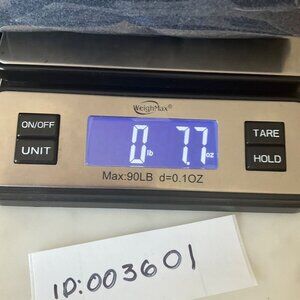 WeighMax®
ON/OFF
UNIT
0 lb 7.7 oz
TARE
HOLD
Max:90LB d=0.1OZ
ID:003601